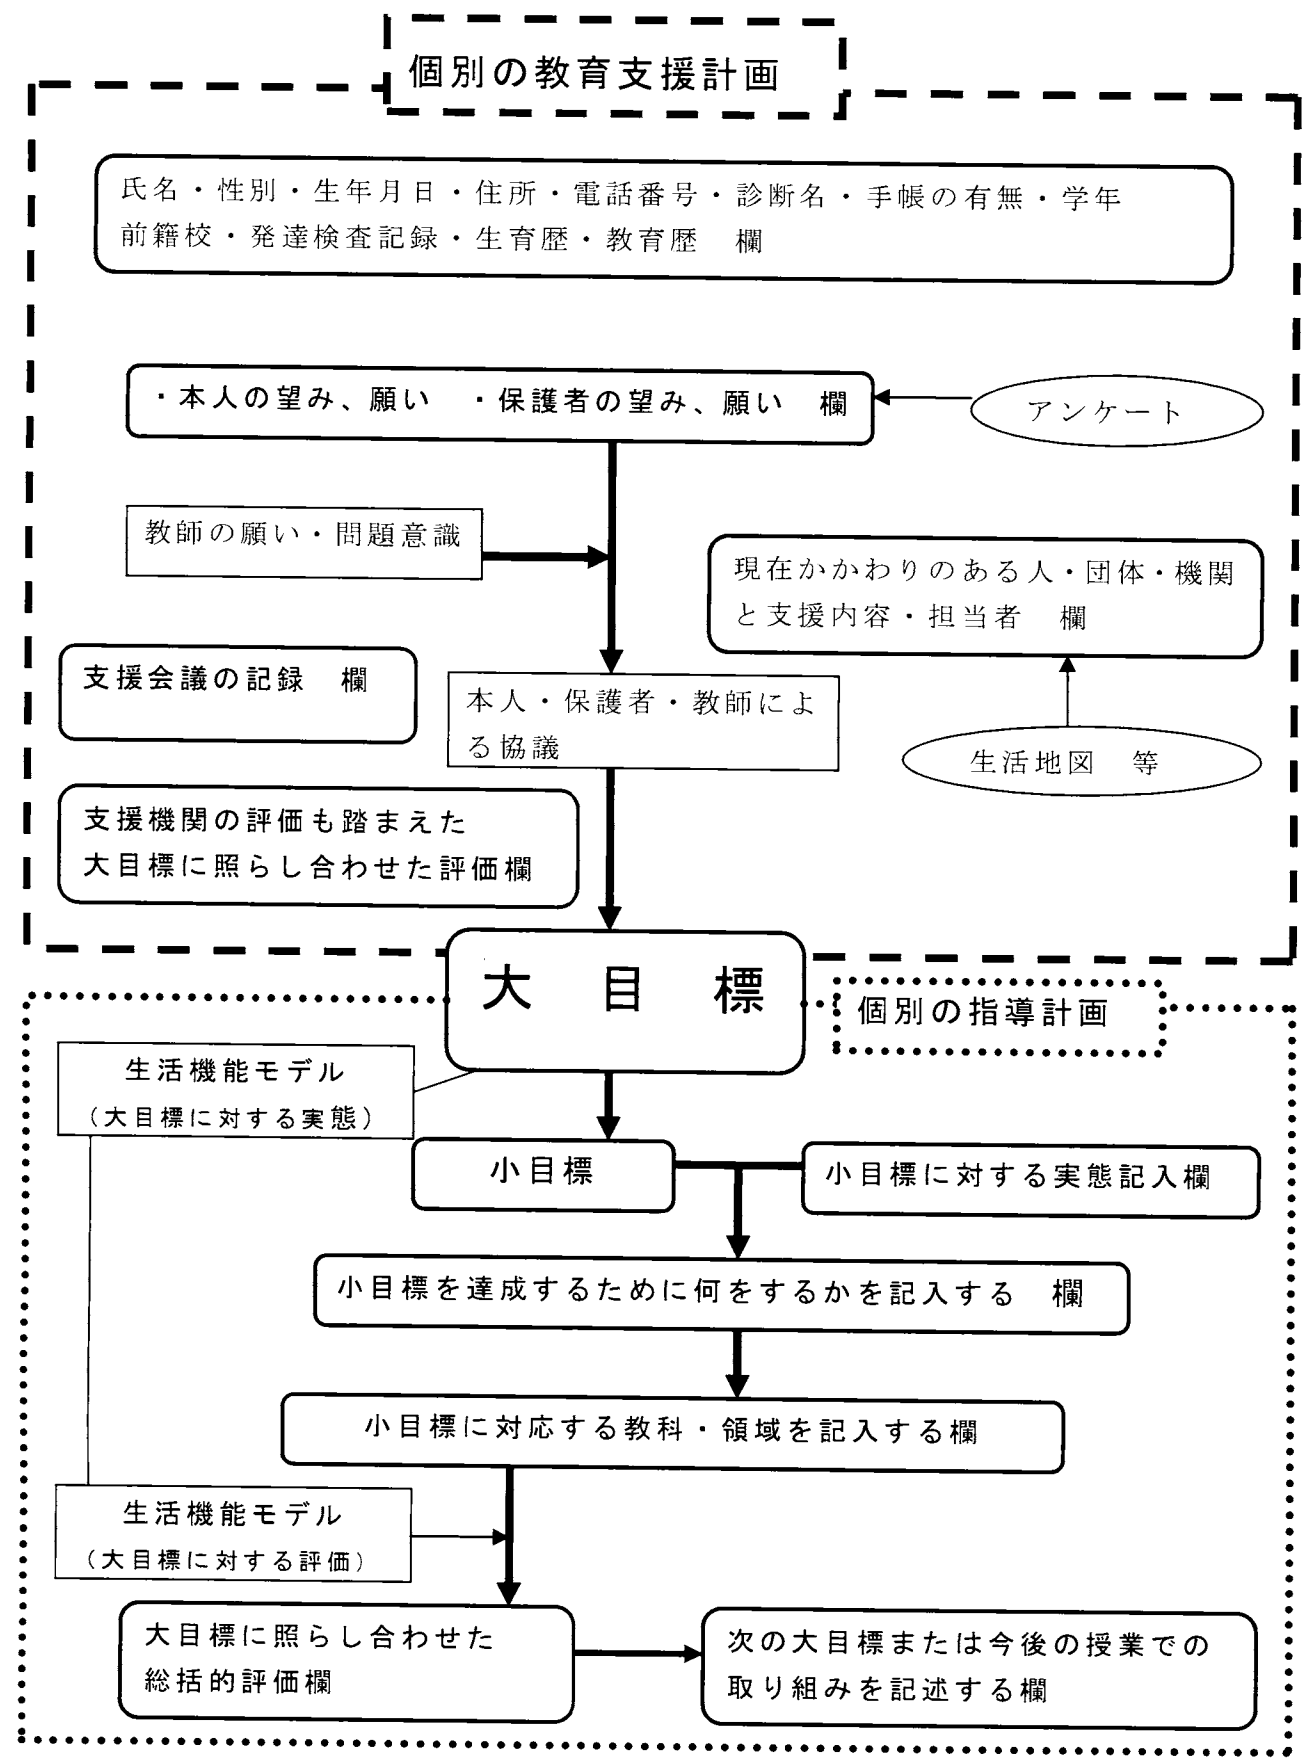 個別の教育支援計画
氏名・性別・生年月日・住所・電話番号・診断名・手帳の有無・学年
前籍校・発達検査記録・生育歴・教育歴　欄
・本人の望み、願い　・保護者の望み、願い　欄
アンケート
教師の願い・問題意識
現在かかわりのある人・団体・機関
と支援内容・担当者　欄
支援会議の記録　欄
本人・保護者・教師によ
る協議
生活地図　等
支援機関の評価も踏まえた
大目標に照らし合わせた評価欄
大　目　標
個別の指導計画
生活機能モデル
（大目標に対する実態）
小目標
小目標に対する実態記入欄
小目標を達成するために何をするかを記入する　欄
小目標に対応する教科・領域を記入する欄
生活機能モデル
（大目標に対する評価）
大目標に照らし合わせた
総括的評価欄
次の大目標または今後の授業での
取り組みを記述する欄